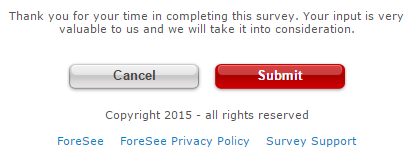 Thank you for your time in completing this survey. Your input is very
valuable to us and we will take it into consideration.
Cancel Submit
Copyright 2015 - all rights reserved
ForeSee ForeSee Privacy Policy Survey Support